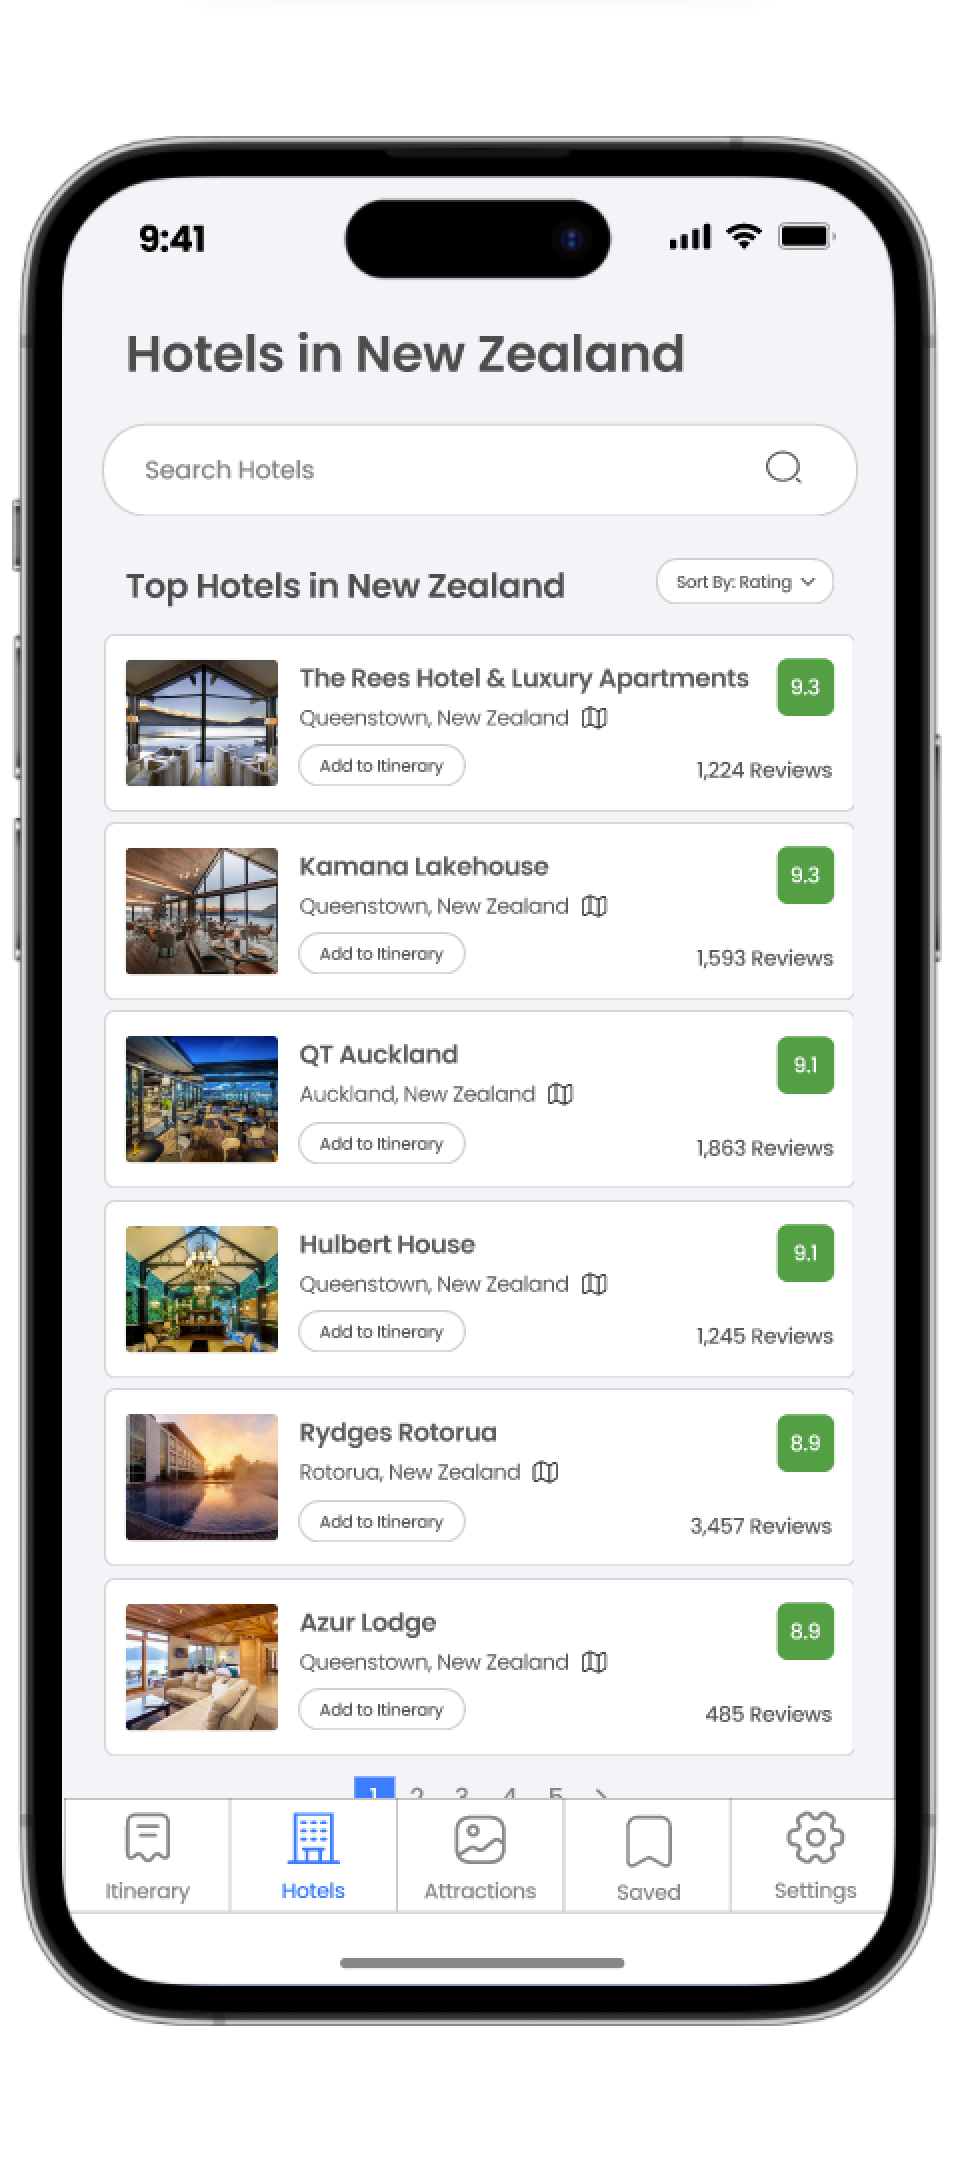 9:41
Hotels in New Zealand
Search Hotels
Top Hotels in New Zealand
Sort By: Rating
The Rees Hotel & Luxury Apartments
9.3
Queenstown, New Zealand
Add to Itinerary
1,224 Reviews
Kamana Lakehouse
9.3
Queenstown, New Zealand
Add to Itinerary
1,593 Reviews
QT Auckland
9.1
Auckland, New Zealand
Add to Itinerary
1,863 Reviews
Hulbert House
9.1
Queenstown, New Zealand
Add to Itinerary
1,245 Reviews
Rydges Rotorua
8.9
Rotorua, New Zealand
Add to Itinerary
3,457 Reviews
Azur Lodge
8.9
Queenstown, New Zealand
Add to Itinerary
485 Reviews
1 2 3 4 5 >
Itinerary
Hotels
Attractions
Saved
Settings